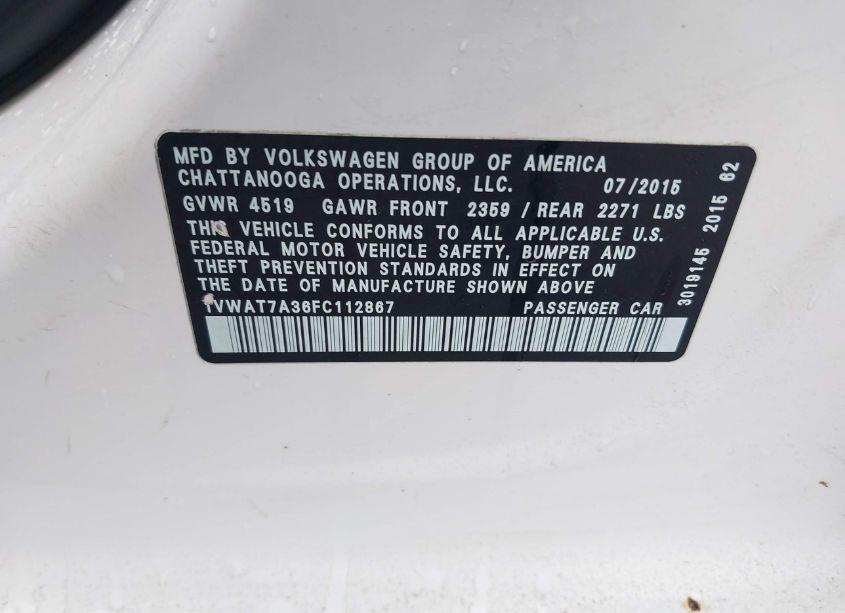 MFD BY VOLKSWAGEN GROUP OF AMERICA
CHATTANOOGA OPERATIONS, LLC. 07/2015
GVWR 4519 GAWR FRONT 2359 / REAR 2271 LBS
THIS VEHICLE CONFORMS TO ALL APPLICABLE U.S.
FEDERAL MOTOR VEHICLE SAFETY, BUMPER AND
THEFT PREVENTION STANDARDS IN EFFECT ON
THE DATE OF MANUFACTURE SHOWN ABOVE
1VWAT7A36FC112867 PASSENGER CAR
3019145 2015 62